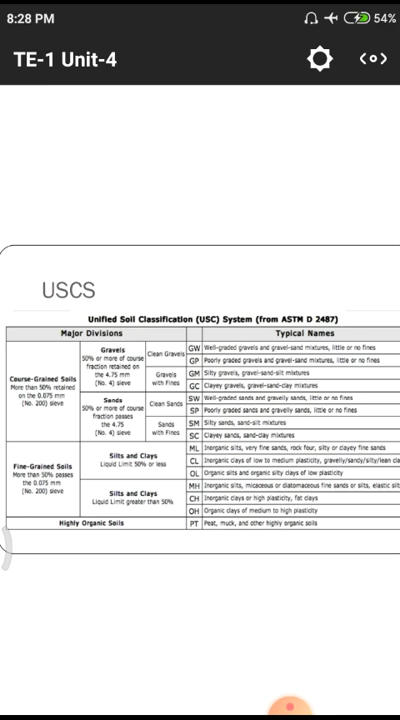 8:28 PM 54%
TE-1 Unit-4
USCS
Unified Soil Classification (USC) System (from ASTM D 2487)
Major Divisions Typical Names
Course-Grained Soils
More than 50% retained
on the 0.075 mm
(No. 200) sieve
Gravels
50% or more of course
fraction retained on
the 4.75 mm
(No. 4) sieve
Clean Gravels
GW Well-graded gravels and gravel-sand mixtures, little or no fines
GP Poorly graded gravels and gravel-sand mixtures, little or no fines
Gravels
with Fines
GM Silty gravels, gravel-sand-silt mixtures
GC Clayey gravels, gravel-sand-clay mixtures
Sands
50% or more of course
fraction passes
the 4.75
(No. 4) sieve
Clean Sands
SW Well-graded sands and gravelly sands, little or no fines
SP Poorly graded sands and gravelly sands, little or no fines
Sands
with Fines
SM Silty sands, sand-silt mixtures
SC Clayey sands, sand-clay mixtures
Fine-Grained Soils
More than 50% passes
the 0.075 mm
(No. 200) sieve
Silts and Clays
Liquid Limit 50% or less
ML Inorganic silts, very fine sands, rock four, silty or clayey fine sands
CL Inorganic clays of low to medium plasticity, gravelly/sandy/silty/lean
OL Organic silts and organic silty clays of low plasticity
Silts and Clays
Liquid Limit greater than 50%
MH Inorganic silts, micaceous or diatomaceous fine sands or silts, elastic
CH Inorganic clays or high plasticity, fat clays
OH Organic clays of medium to high plasticity
Highly Organic Soils PT Peat, muck, and other highly organic soils